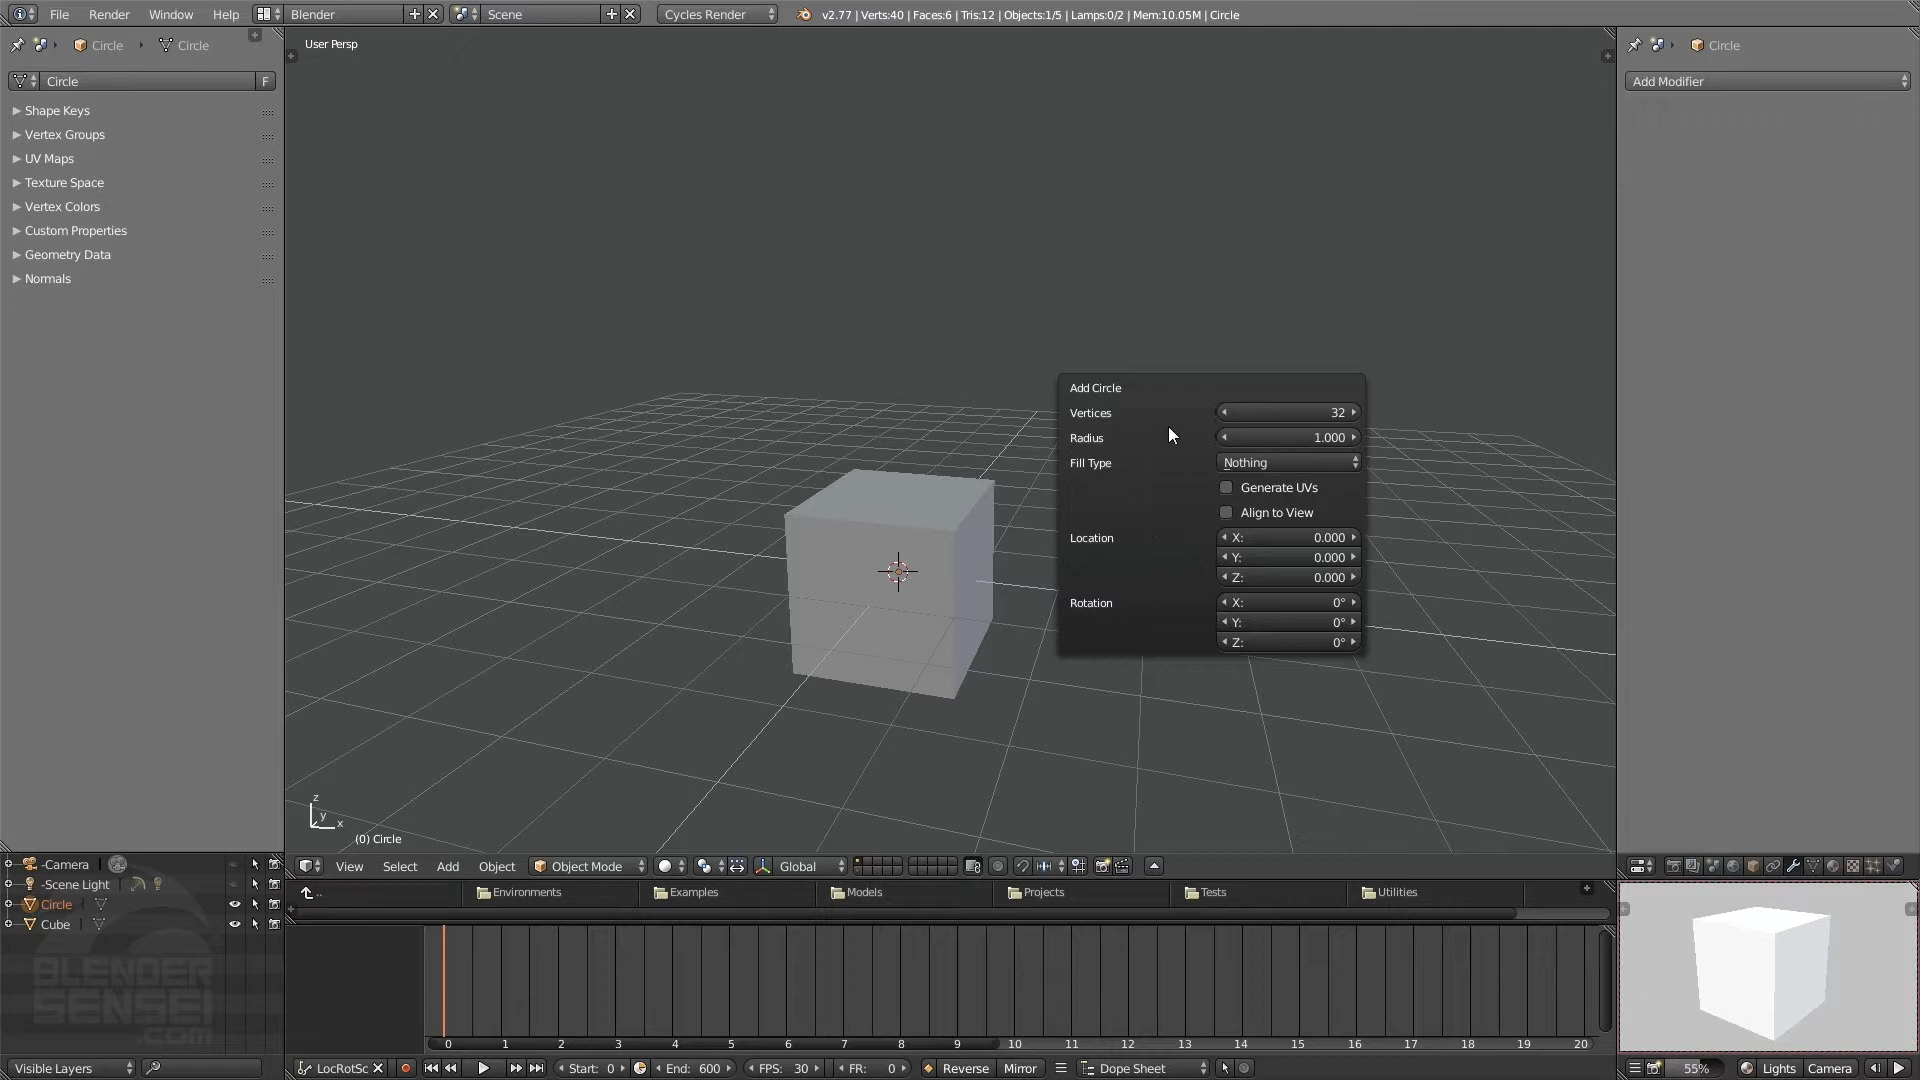 File Render Window Help Blender Scene Cycles Render v2.77 | Verts:40 | Faces:6 | Tris:12 | Objects:1/5 | Lamps:0/2 | Mem:10.05M | Circle
Circle Circle
Circle F
Shape Keys
Vertex Groups
UV Maps
Texture Space
Vertex Colors
Custom Properties
Geometry Data
Normals
User Persp
Add Circle
Vertices 32
Radius 1.000
Fill Type Nothing
Generate UVs
Align to View
Location X: 0.000
Y: 0.000
Z: 0.000
Rotation X: 0°
Y: 0°
Z: 0°
z
y
x
(0) Circle
Circle
Add Modifier
View Select Add Object Object Mode Global
-Camera
-Scene Light
Circle
Cube
BLENDER
SENSEI
.COM
Visible Layers
.. Environments Examples Models Projects Tests Utilities
0 1 2 3 4 5 6 7 8 9 10 11 12 13 14 15 16 17 18 19 20
LocRotSc Start: 0 End: 600 FPS: 30 FR: 0 Reverse Mirror Dope Sheet
55% Lights Camera